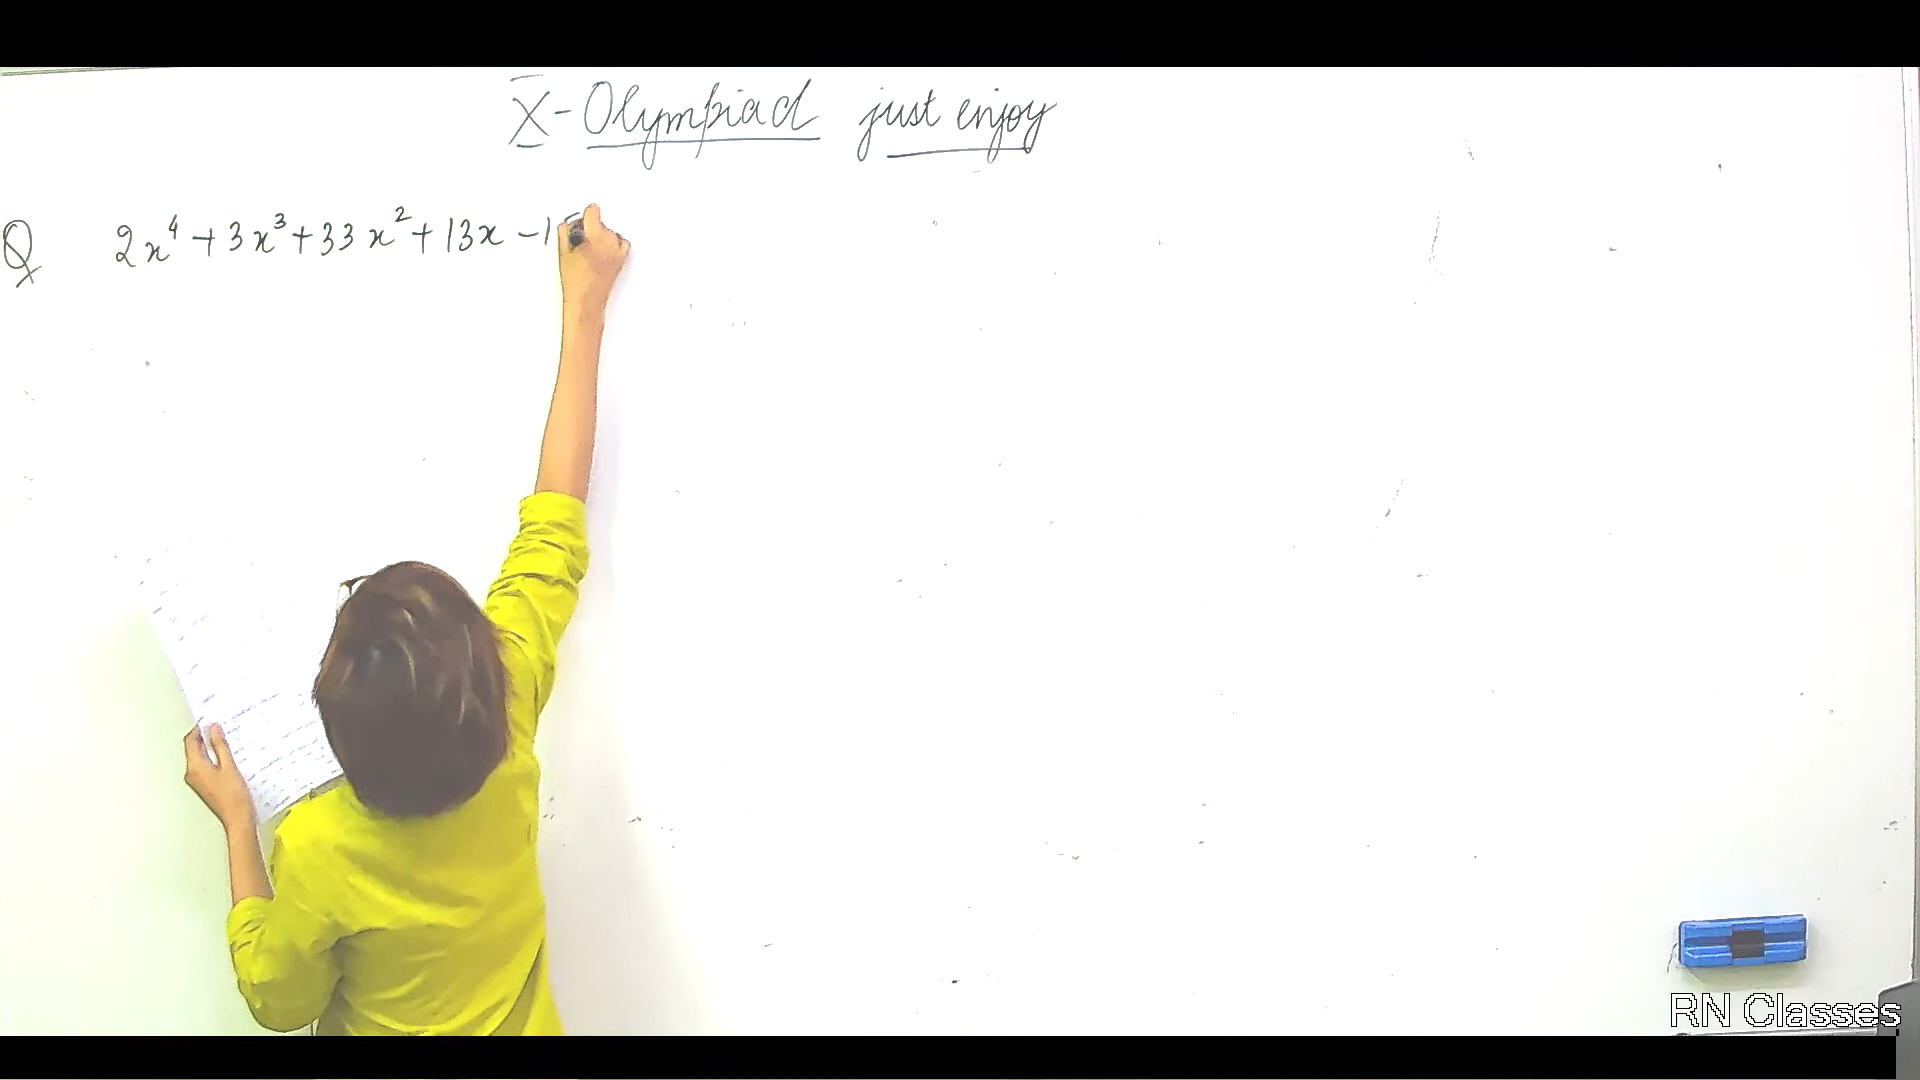 X - Olympiad just enjoy
Q 2x⁴ + 3x³ + 33x² + 13x - 1
RN Classes